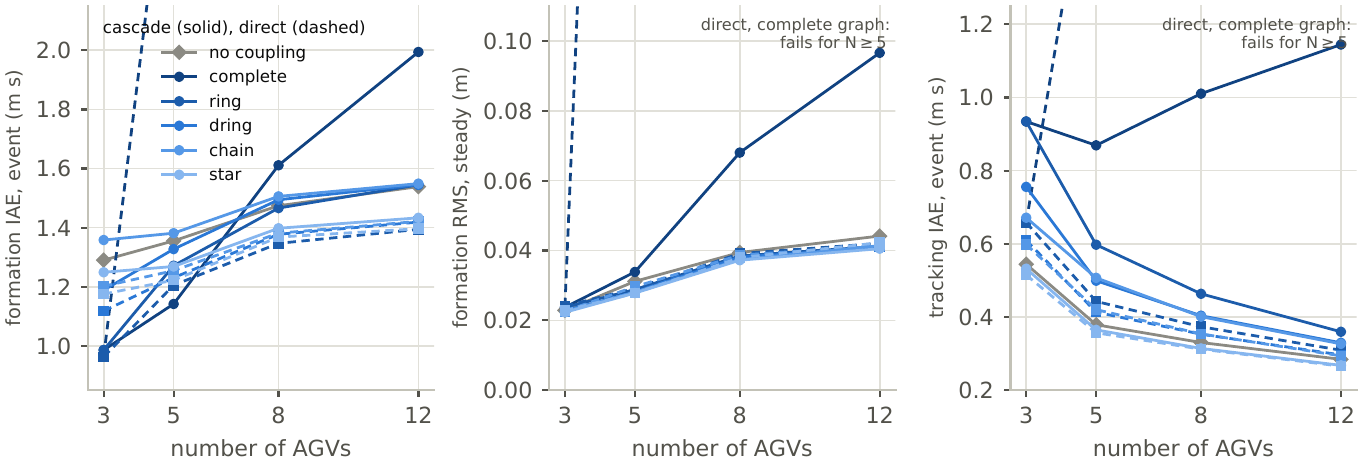 cascade (solid), direct (dashed)
no coupling
complete
ring
dring
chain
star
formation IAE, event (m s)
2.0
1.8
1.6
1.4
1.2
1.0
3 5 8 12
number of AGVs
direct, complete graph:
fails for N ≥ 5
formation RMS, steady (m)
0.10
0.08
0.06
0.04
0.02
0.00
3 5 8 12
number of AGVs
direct, complete graph:
fails for N ≥ 5
tracking IAE, event (m s)
1.2
1.0
0.8
0.6
0.4
0.2
3 5 8 12
number of AGVs